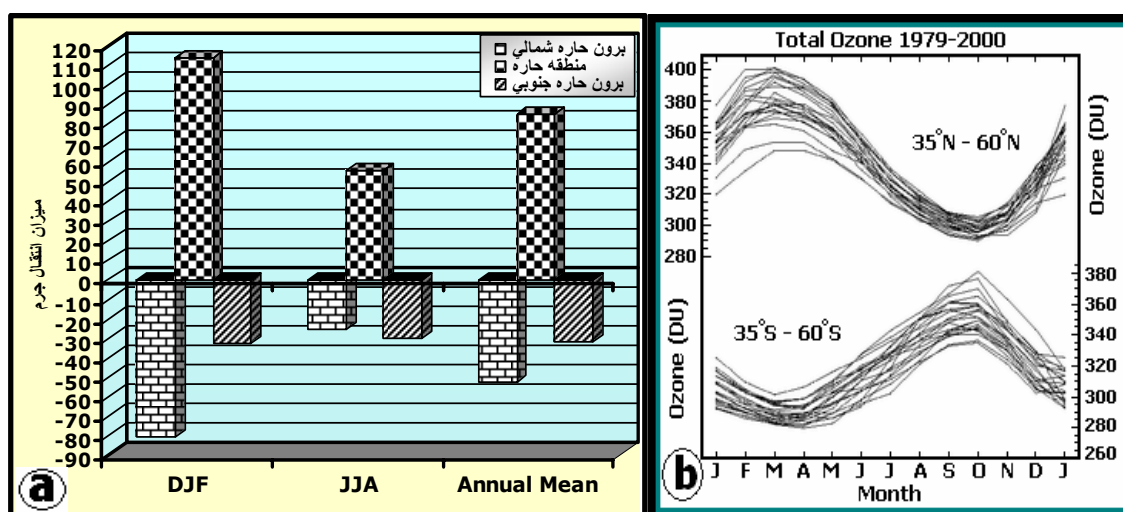 برون حاره شمالي
منطقه حاره
برون حاره جنوبي
ميزان انتقال جرم
120
110
100
90
80
70
60
50
40
30
20
10
0
-10
-20
-30
-40
-50
-60
-70
-80
-90
DJF JJA Annual Mean
a
Total Ozone 1979-2000
400
380
360
340
320
300
280
Ozone (DU)
35°N - 60°N
Ozone (DU)
35°S - 60°S
380
360
340
320
300
280
260
J F M A M J J A S O N D J
Month
b